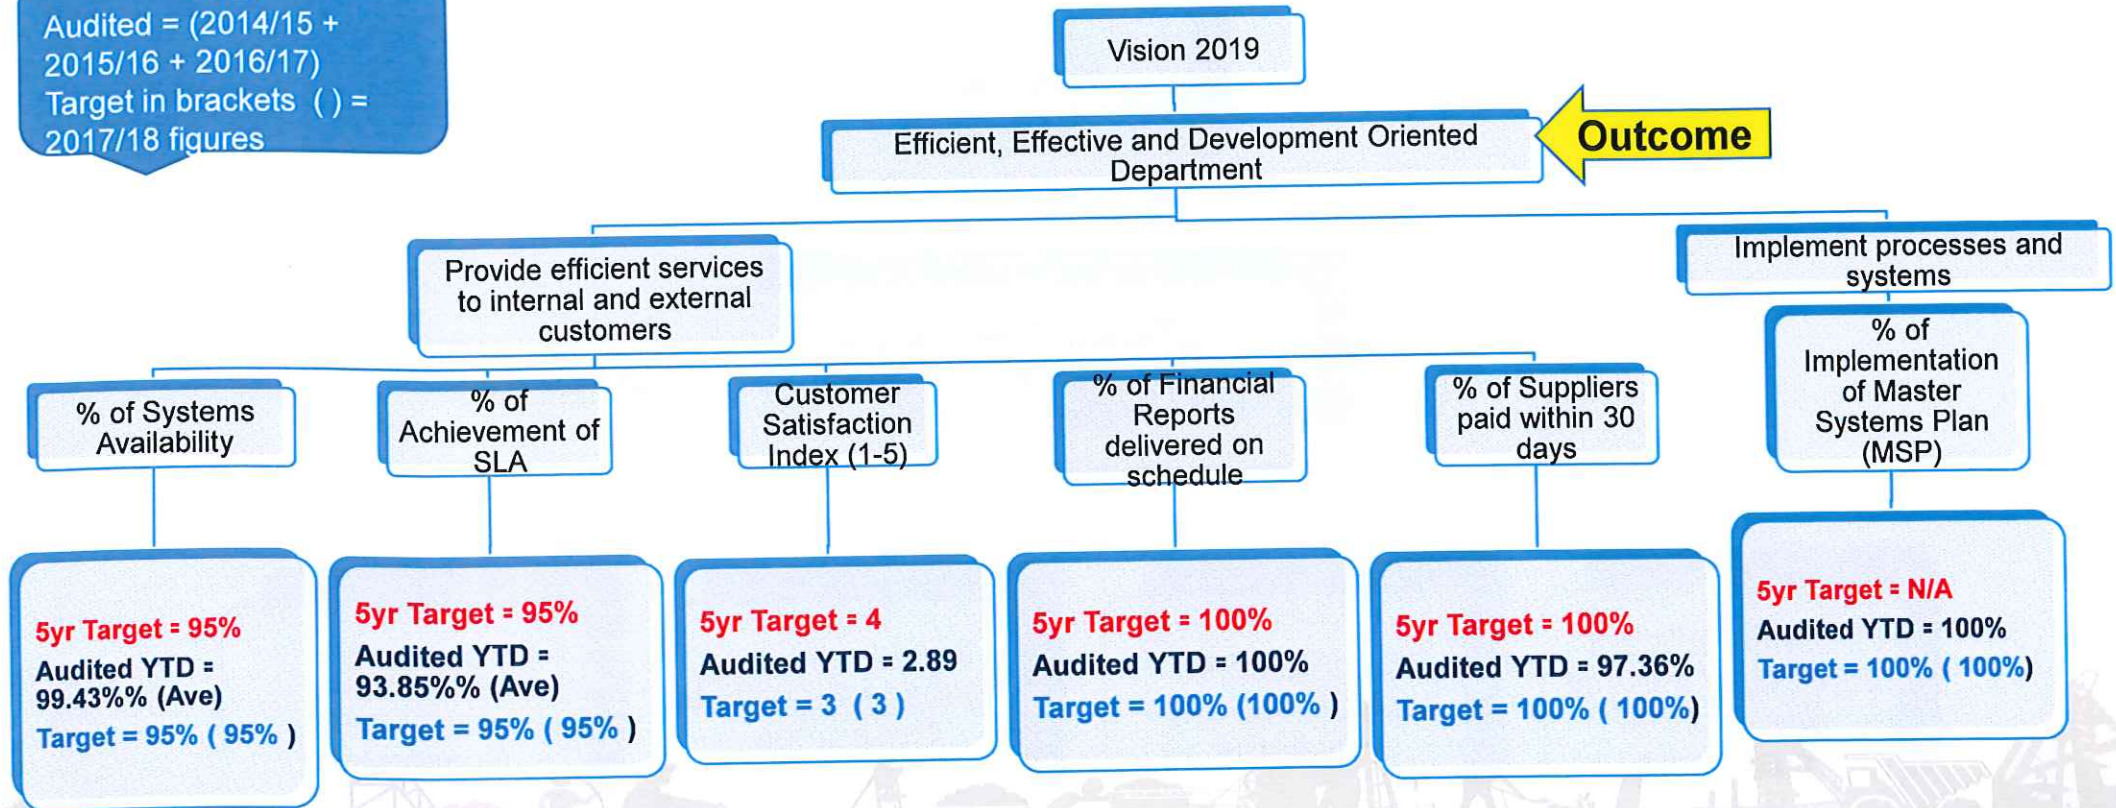 Audited = (2014/15 +
2015/16 + 2016/17)
Target in brackets ( ) =
2017/18 figures
Vision 2019
Efficient, Effective and Development Oriented
Department
Outcome
Provide efficient services
to internal and external
customers
Implement processes and
systems
% of Systems
Availability
% of
Achievement of
SLA
Customer
Satisfaction
Index (1-5)
% of Financial
Reports
delivered on
schedule
% of Suppliers
paid within 30
days
% of
Implementation
of Master
Systems Plan
(MSP)
5yr Target = 95%
Audited YTD =
99.43%% (Ave)
Target = 95% ( 95% )
5yr Target = 95%
Audited YTD =
93.85%% (Ave)
Target = 95% ( 95% )
5yr Target = 4
Audited YTD = 2.89
Target = 3 ( 3 )
5yr Target = 100%
Audited YTD = 100%
Target = 100% (100% )
5yr Target = 100%
Audited YTD = 97.36%
Target = 100% ( 100%)
5yr Target = N/A
Audited YTD = 100%
Target = 100% ( 100%)